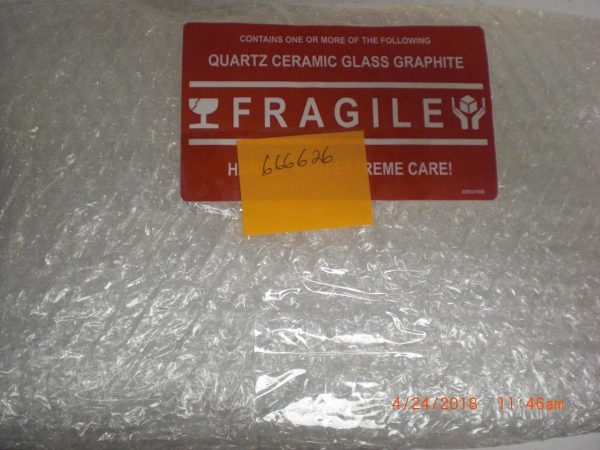 CONTAINS ONE OR MORE OF THE FOLLOWING
QUARTZ CERAMIC GLASS GRAPHITE
FRAGILE
CARE!
666626
4/24/2018 11:46am